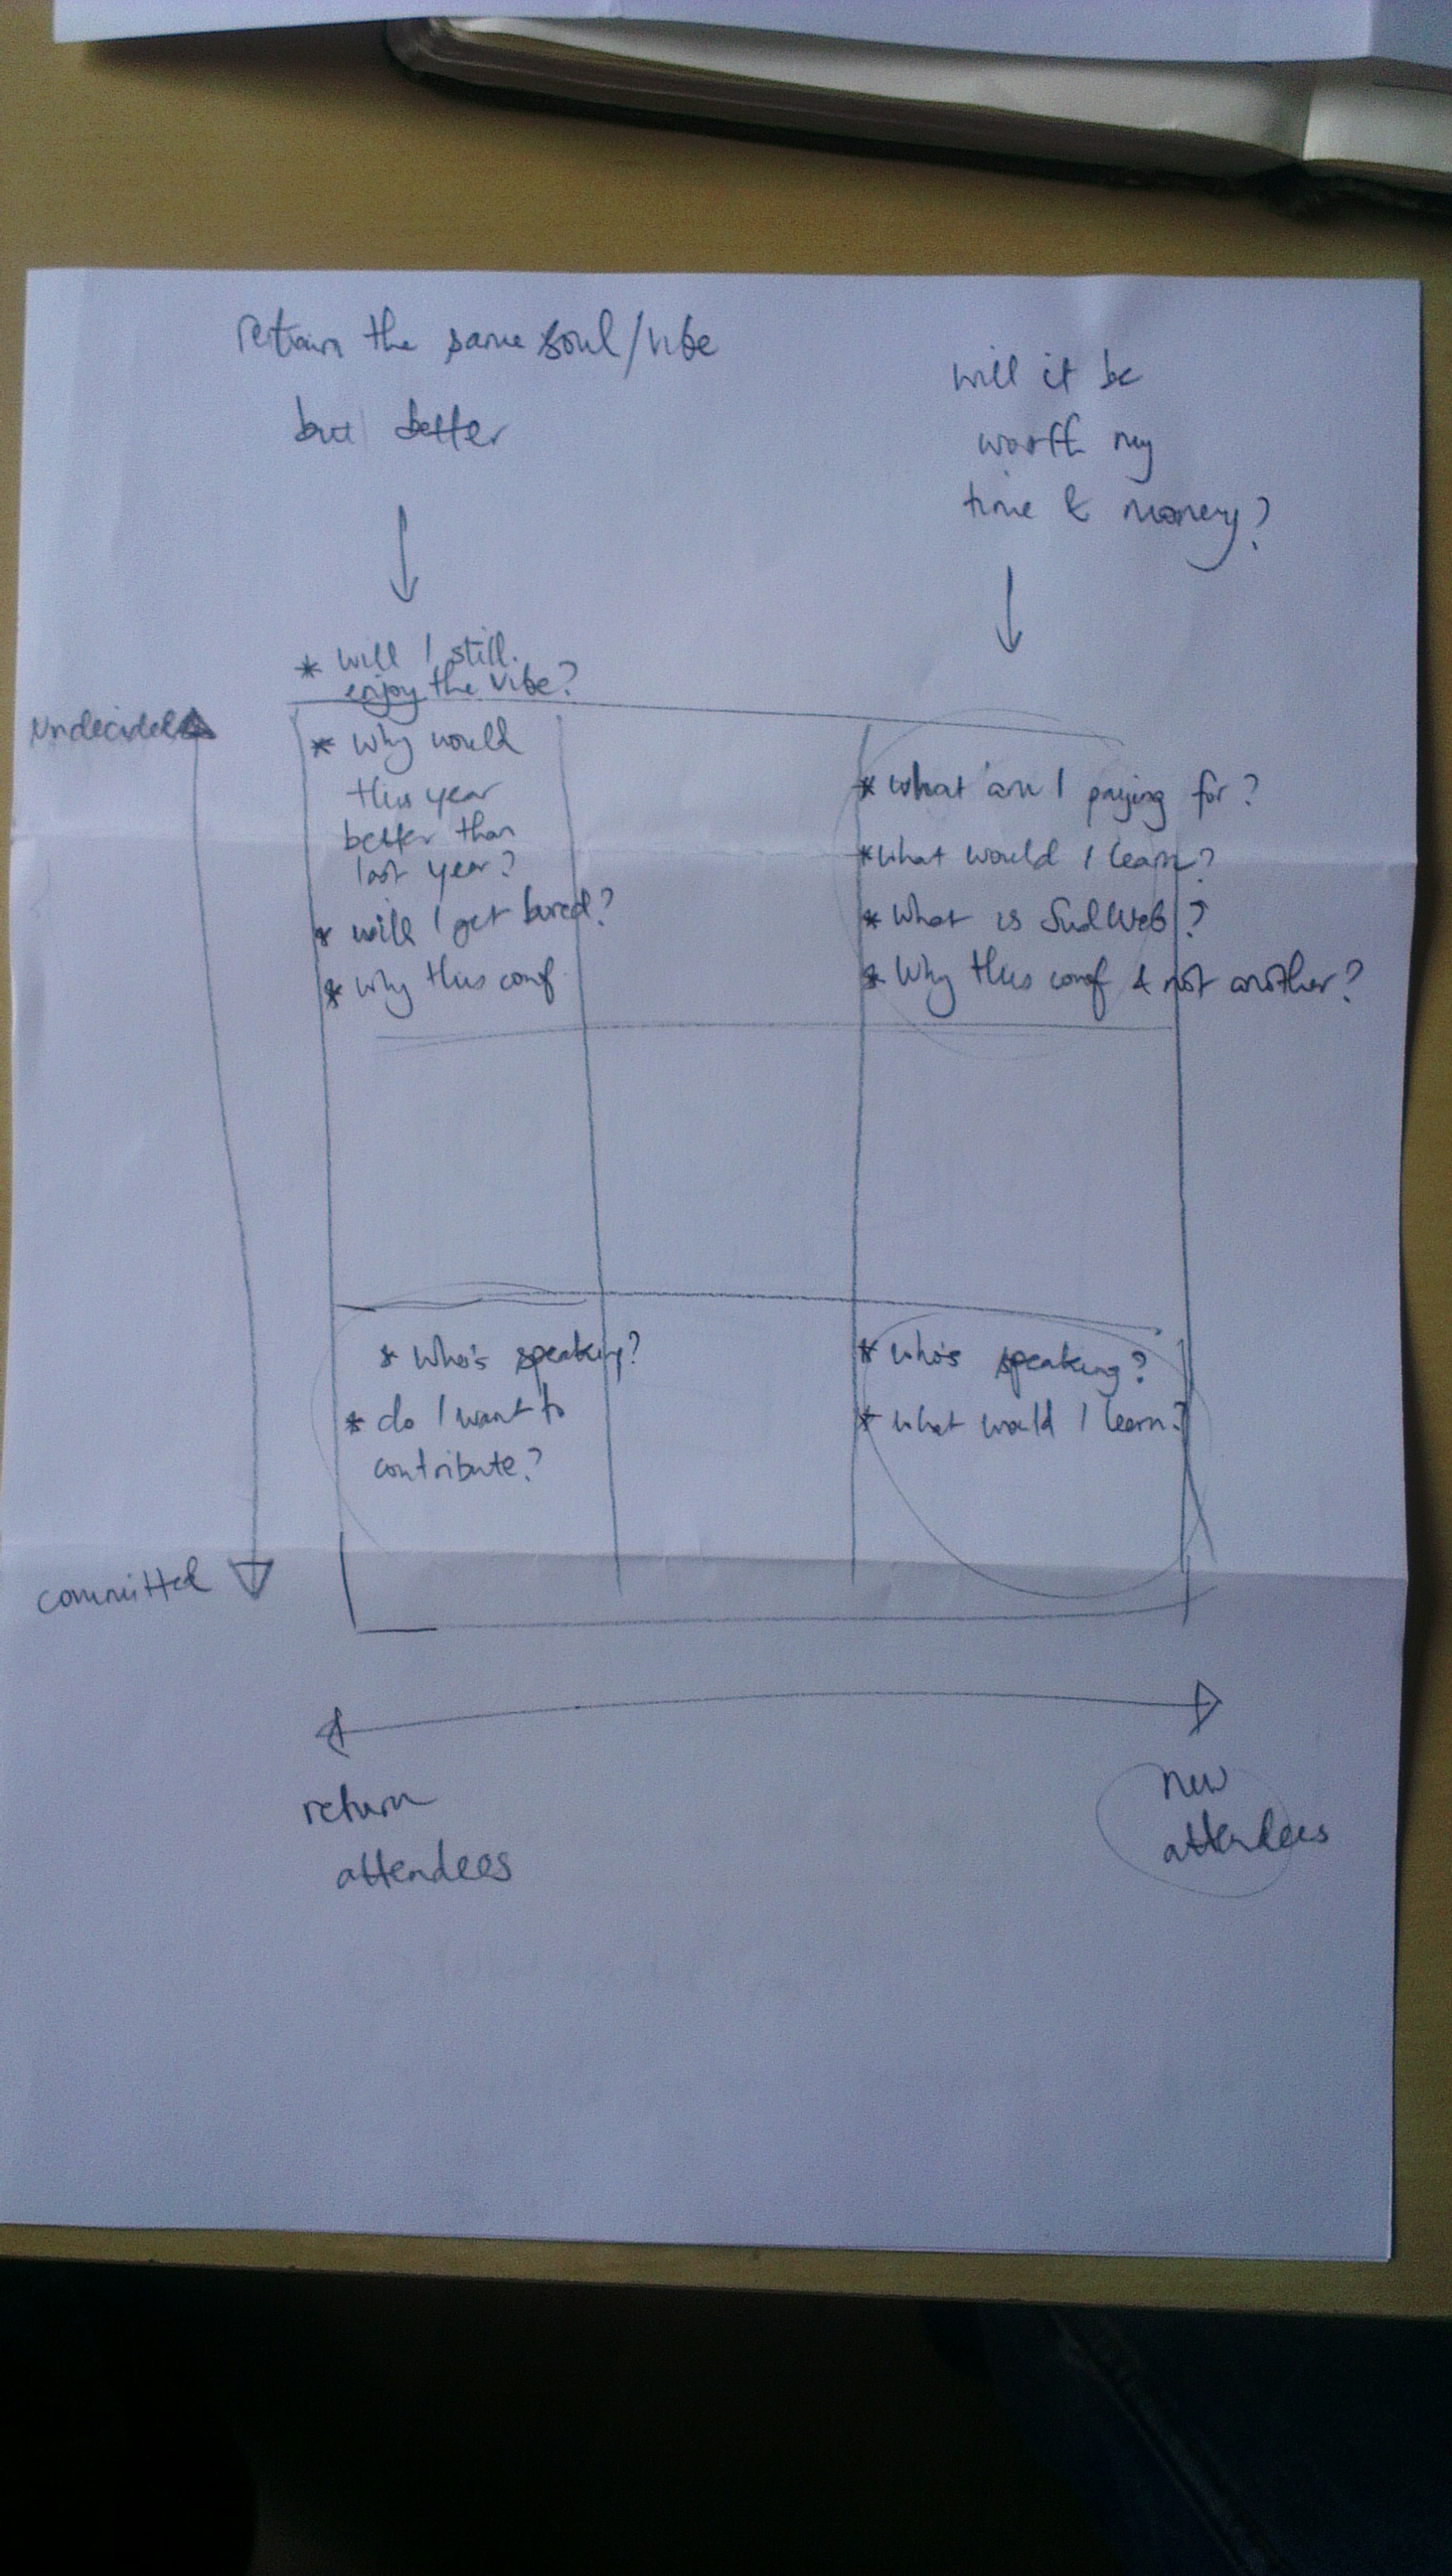 retain the same soul/vibe
but better
will it be
worth my
time & money?
* will I still
enjoy the vibe?
undecided
* why would
this year
better than
last year?
* will I get bored?
* why this conf
* what am I paying for?
* what would I learn?
* What is SudWeb?
* Why this conf & not another?
* who's speaking?
* do I want to
contribute?
* who's speaking?
* what would I learn?
committed
return
attendees
new
attendees